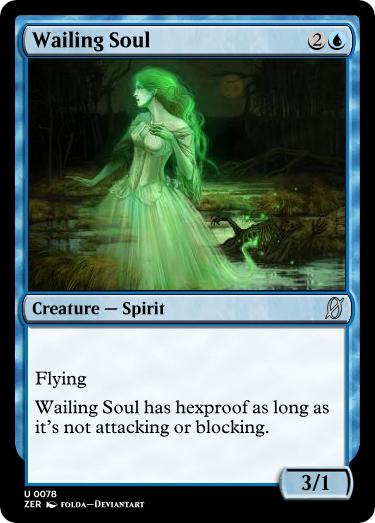 Wailing Soul 2
Creature — Spirit
Flying
Wailing Soul has hexproof as long as
it's not attacking or blocking.
3/1
U 0078
ZER folda—Deviantart